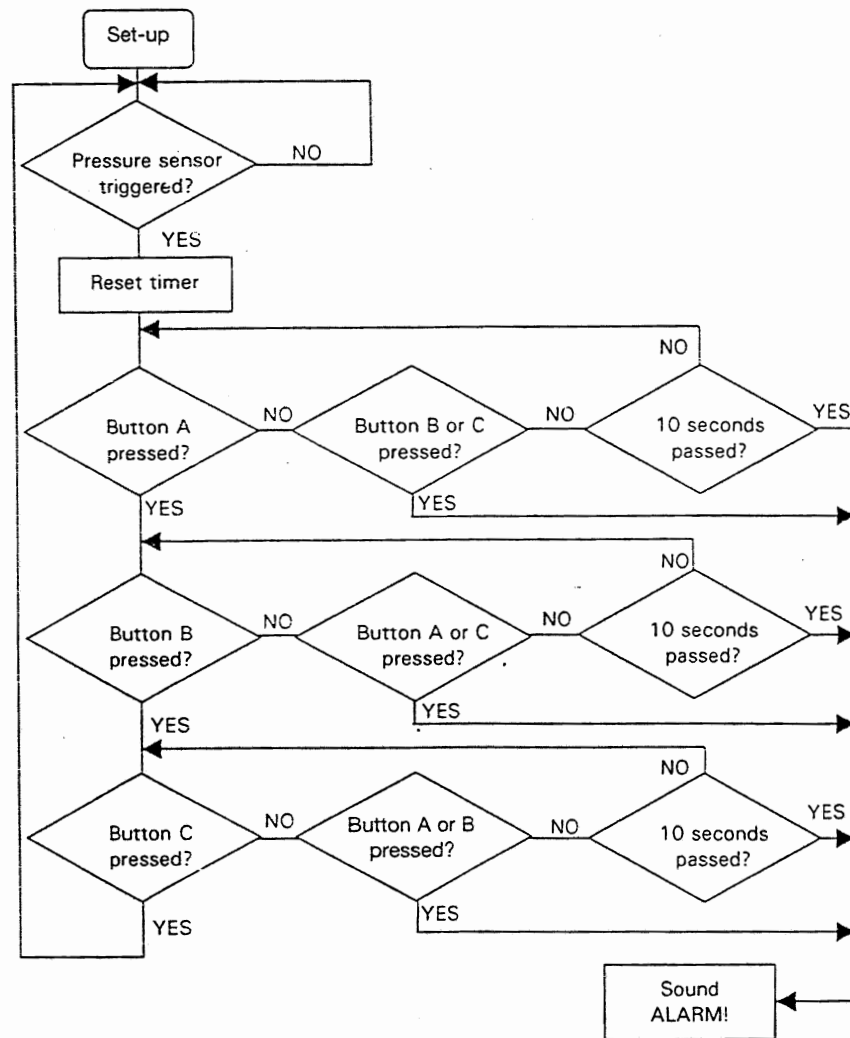 Set-up
Pressure sensor
triggered?
NO
YES
Reset timer
NO
Button A
pressed?
NO
Button B or C
pressed?
NO
10 seconds
passed?
YES
YES
YES
NO
Button B
pressed?
NO
Button A or C
pressed?
NO
10 seconds
passed?
YES
YES
YES
NO
Button C
pressed?
NO
Button A or B
pressed?
NO
10 seconds
passed?
YES
YES
YES
Sound
ALARM!